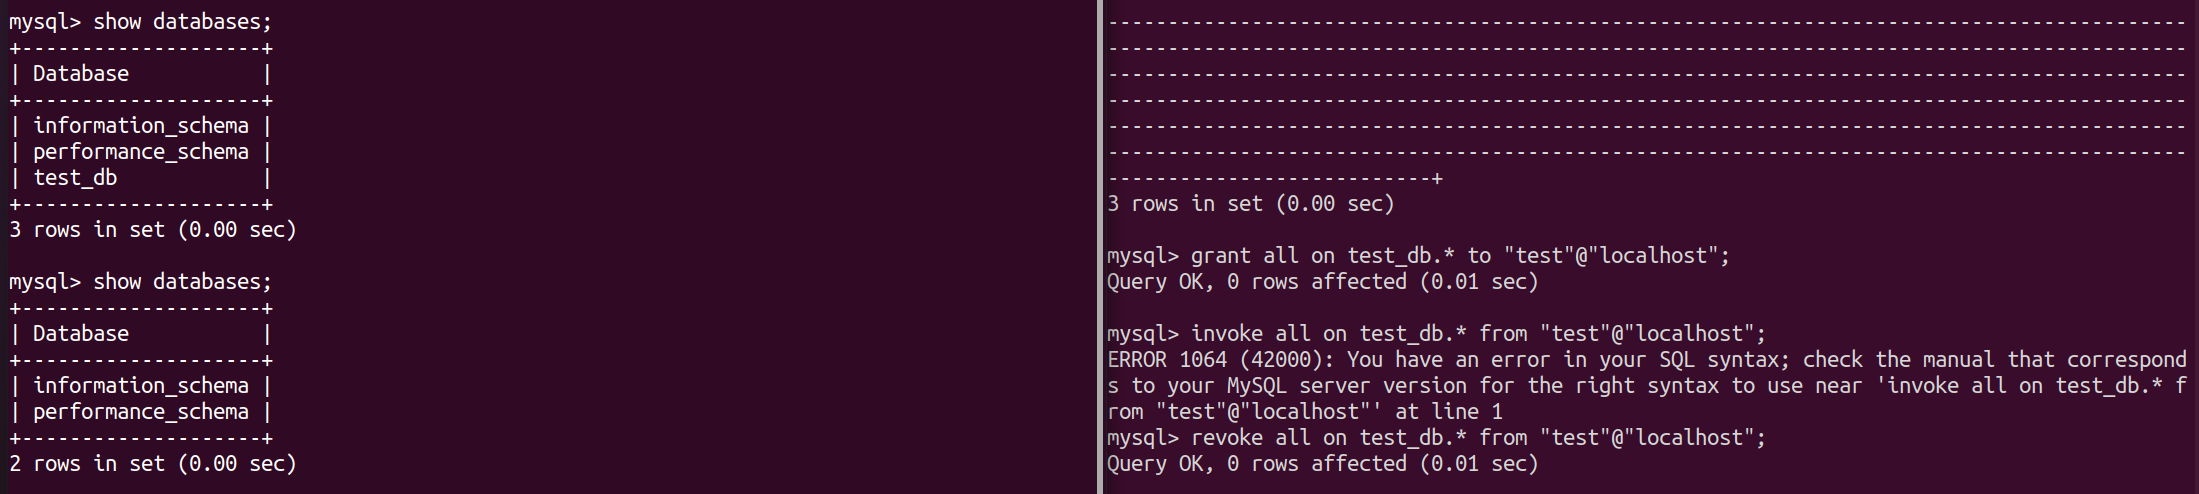 mysql> show databases;
+--------------------+
| Database           |
+--------------------+
| information_schema |
| performance_schema |
| test_db            |
+--------------------+
3 rows in set (0.00 sec)

mysql> show databases;
+--------------------+
| Database           |
+--------------------+
| information_schema |
| performance_schema |
+--------------------+
2 rows in set (0.00 sec)

------------------------------------------------------------------------------------------
------------------------------------------------------------------------------------------
------------------------------------------------------------------------------------------
------------------------------------------------------------------------------------------
------------------------------------------------------------------------------------------
------------------------------------------------------------------------------------------
---------------------------+
3 rows in set (0.00 sec)

mysql> grant all on test_db.* to "test"@"localhost";
Query OK, 0 rows affected (0.01 sec)

mysql> invoke all on test_db.* from "test"@"localhost";
ERROR 1064 (42000): You have an error in your SQL syntax; check the manual that correspond
s to your MySQL server version for the right syntax to use near 'invoke all on test_db.* f
rom "test"@"localhost"' at line 1
mysql> revoke all on test_db.* from "test"@"localhost";
Query OK, 0 rows affected (0.01 sec)